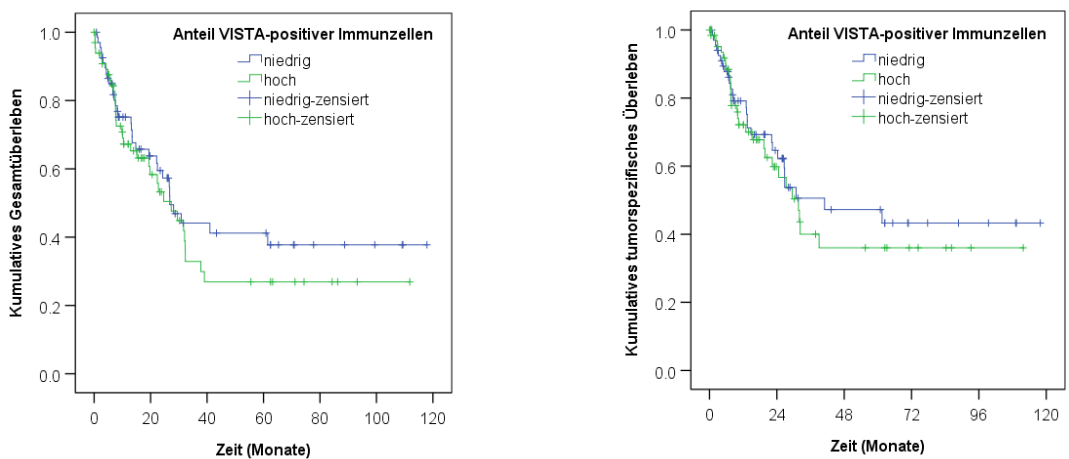 Anteil VISTA-positiver Immunzellen
niedrig
hoch
niedrig-zensiert
hoch-zensiert
Kumulatives Gesamtüberleben
1.0
0.8
0.6
0.4
0.2
0.0
0 20 40 60 80 100 120
Zeit (Monate)
Anteil VISTA-positiver Immunzellen
niedrig
hoch
niedrig-zensiert
hoch-zensiert
Kumulatives tumorspezifisches Überleben
1.0
0.8
0.6
0.4
0.2
0.0
0 24 48 72 96 120
Zeit (Monate)